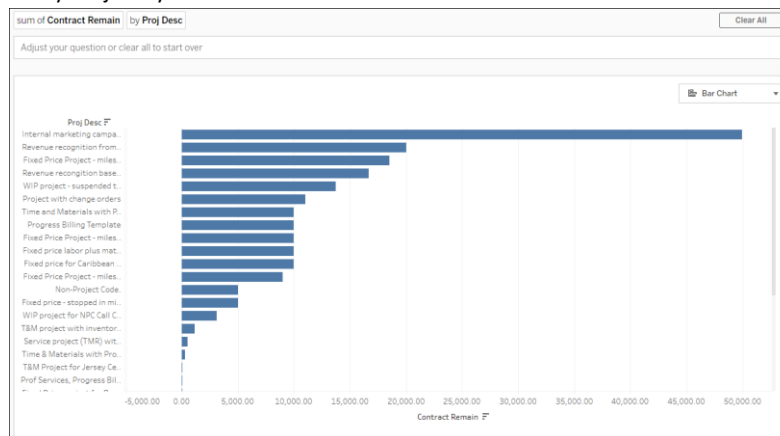 sum of Contract Remain by Proj Desc
Clear All
Adjust your question or clear all to start over
Bar Chart
Proj Desc
Internal marketing campa..
Revenue recognition from..
Fixed Price Project - miles..
Revenue recongition base..
WIP project - suspended t..
Project with change orders
Time and Materials with P..
Progress Billing Template
Fixed Price Project - miles..
Fixed price labor plus mat..
Fixed price for Caribbean ..
Fixed Price Project - miles..
Non-Project Code.
Fixed price - stopped in mi..
WIP project for NPC Call C..
T&M project with inventor..
Service project (TMR) wit..
Time & Materials with Pro..
T&M Project for Jersey Ce..
Prof Services, Progress Bil..
-5,000.00 0.00 5,000.00 10,000.00 15,000.00 20,000.00 25,000.00 30,000.00 35,000.00 40,000.00 45,000.00 50,000.00
Contract Remain